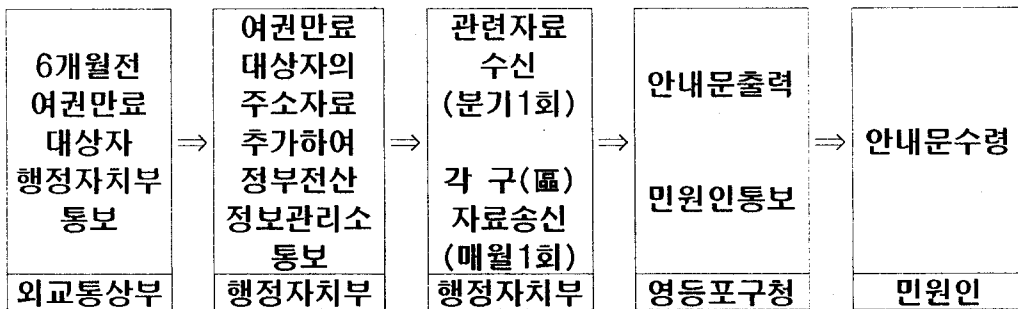 6개월전
여권만료
대상자
행정자치부
통보
외교통상부
⇒
여권만료
대상자의
주소자료
추가하여
정부전산
정보관리소
통보
행정자치부
⇒
관련자료
수신
(분기1회)
각 구(區)
자료송신
(매월1회)
행정자치부
⇒
안내문출력
민원인통보
영등포구청
⇒
안내문수령
민원인